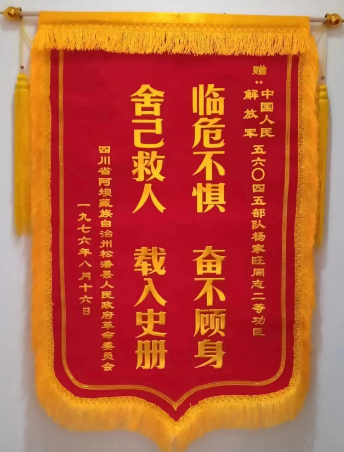 赠:中国人民解放军 五六〇四五部队杨家旺同志二等功臣
临危不惧 奋不顾身
舍己救人 载入史册
四川省阿坝藏族自治州松潘县人民政府革命委员会
一九七六年八月十六日